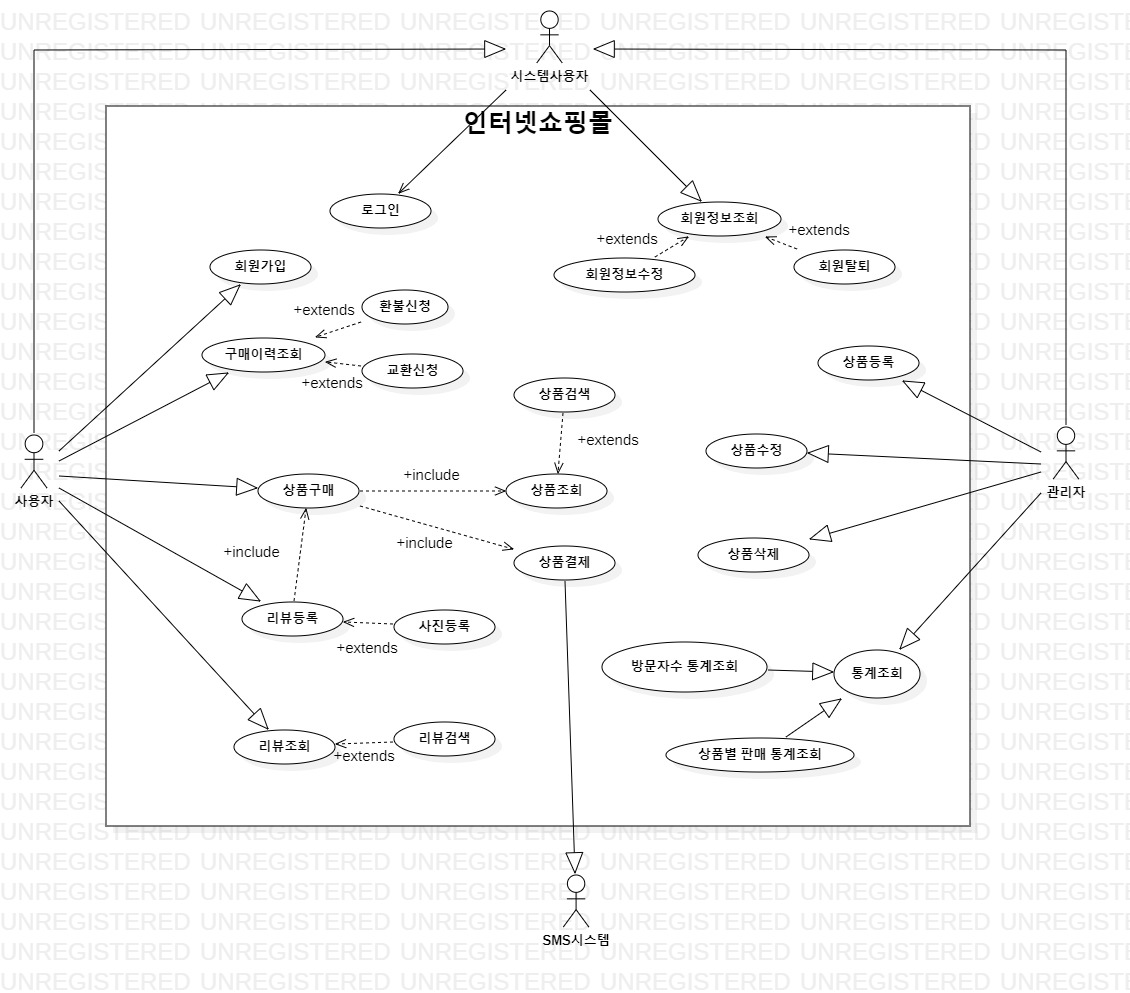 시스템사용자
인터넷쇼핑몰
로그인
회원정보조회
+extends
+extends
회원정보수정
회원탈퇴
회원가입
환불신청
+extends
구매이력조회
교환신청
+extends
상품등록
상품검색
+extends
상품수정
사용자
관리자
상품구매
+include
상품조회
+include
+include
상품결제
상품삭제
리뷰등록
사진등록
+extends
방문자수 통계조회
통계조회
리뷰조회
리뷰검색
+extends
상품별 판매 통계조회
SMS시스템
UNREGISTERED